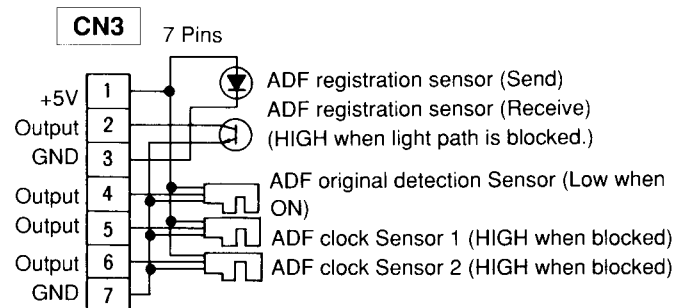 CN3
7 Pins
+5V 1
Output 2
GND 3
Output 4
Output 5
Output 6
GND 7
ADF registration sensor (Send)
ADF registration sensor (Receive)
(HIGH when light path is blocked.)
ADF original detection Sensor (Low when
ON)
ADF clock Sensor 1 (HIGH when blocked)
ADF clock Sensor 2 (HIGH when blocked)